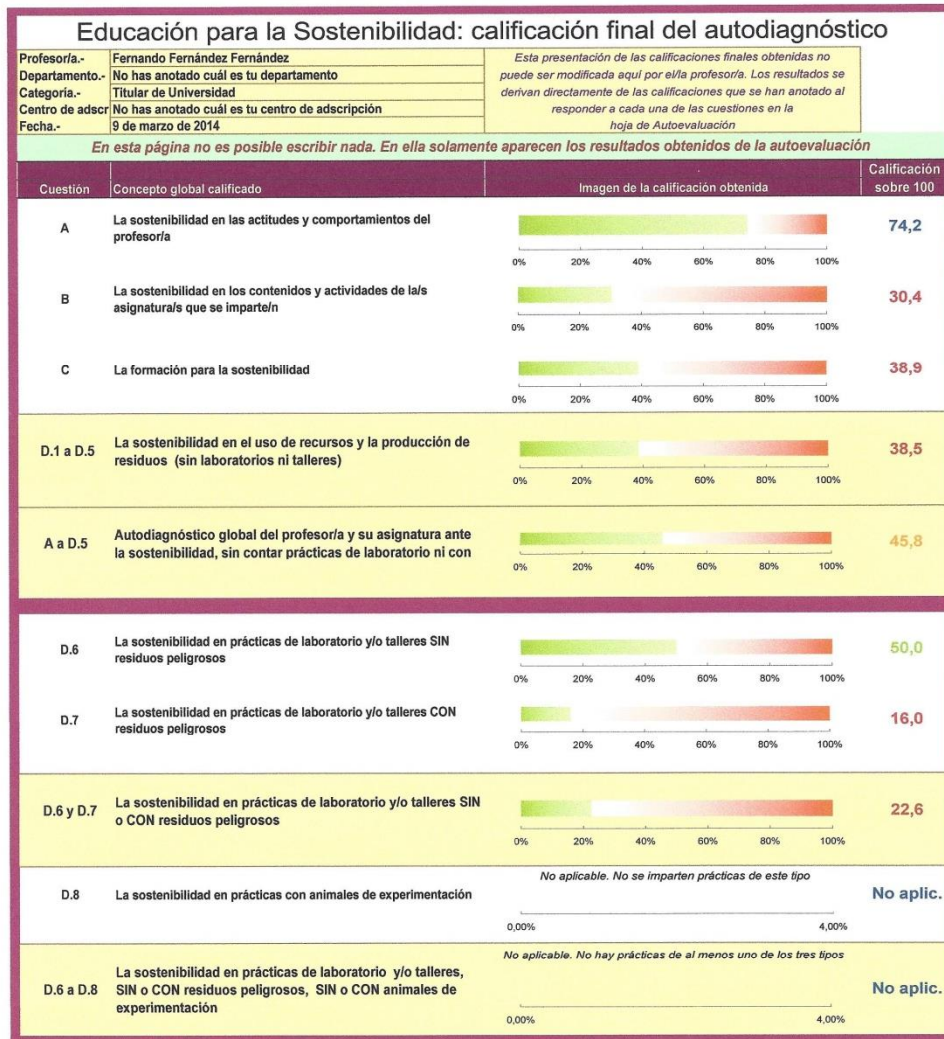 Educación para la Sostenibilidad: calificación final del autodiagnóstico
Profesor/a.- Fernando Fernández Fernández
Departamento.- No has anotado cuál es tu departamento
Categoría.- Titular de Universidad
Centro de adscr No has anotado cuál es tu centro de adscripción
Fecha.- 9 de marzo de 2014
Esta presentación de las calificaciones finales obtenidas no
puede ser modificada aquí por el/la profesor/a. Los resultados se
derivan directamente de las calificaciones que se han anotado al
responder a cada una de las cuestiones en la
hoja de Autoevaluación
En esta página no es posible escribir nada. En ella solamente aparecen los resultados obtenidos de la autoevaluación
Cuestión Concepto global calificado Imagen de la calificación obtenida
Calificación
sobre 100
A
La sostenibilidad en las actitudes y comportamientos del
profesor/a
0% 20% 40% 60% 80% 100%
74,2
B
La sostenibilidad en los contenidos y actividades de la/s
asignatura/s que se imparte/n
0% 20% 40% 60% 80% 100%
30,4
C
La formación para la sostenibilidad
0% 20% 40% 60% 80% 100%
38,9
D.1 a D.5
La sostenibilidad en el uso de recursos y la producción de
residuos (sin laboratorios ni talleres)
0% 20% 40% 60% 80% 100%
38,5
A a D.5
Autodiagnóstico global del profesor/a y su asignatura ante
la sostenibilidad, sin contar prácticas de laboratorio ni con
0% 20% 40% 60% 80% 100%
45,8
D.6
La sostenibilidad en prácticas de laboratorio y/o talleres SIN
residuos peligrosos
0% 20% 40% 60% 80% 100%
50,0
D.7
La sostenibilidad en prácticas de laboratorio y/o talleres CON
residuos peligrosos
0% 20% 40% 60% 80% 100%
16,0
D.6 y D.7
La sostenibilidad en prácticas de laboratorio y/o talleres SIN
o CON residuos peligrosos
0% 20% 40% 60% 80% 100%
22,6
D.8
La sostenibilidad en prácticas con animales de experimentación
No aplicable. No se imparten prácticas de este tipo
0,00% 4,00%
No aplic.
D.6 a D.8
La sostenibilidad en prácticas de laboratorio y/o talleres,
SIN o CON residuos peligrosos, SIN o CON animales de
experimentación
No aplicable. No hay prácticas de al menos uno de los tres tipos
0,00% 4,00%
No aplic.